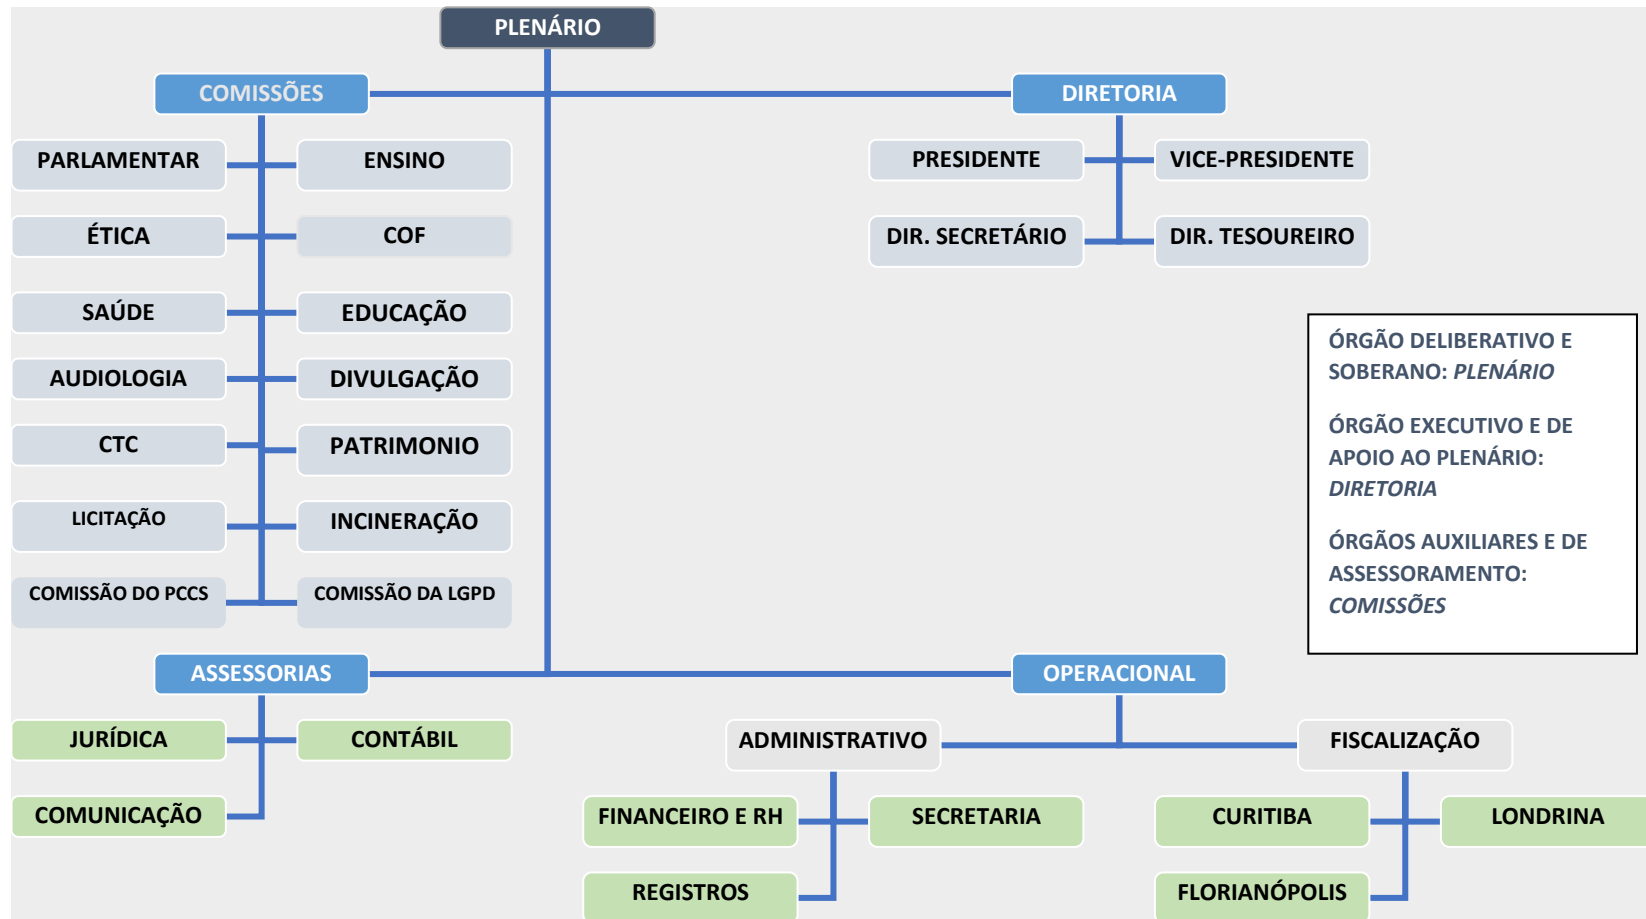 PLENÁRIO
COMISSÕES
DIRETORIA
PARLAMENTAR
ENSINO
PRESIDENTE
VICE-PRESIDENTE
ÉTICA
COF
DIR. SECRETÁRIO
DIR. TESOUREIRO
SAÚDE
EDUCAÇÃO
AUDIOLOGIA
DIVULGAÇÃO
CTC
PATRIMONIO
LICITAÇÃO
INCINERAÇÃO
COMISSÃO DO PCCS
COMISSÃO DA LGPD
ÓRGÃO DELIBERATIVO E
SOBERANO: PLENÁRIO
ÓRGÃO EXECUTIVO E DE
APOIO AO PLENÁRIO:
DIRETORIA
ÓRGÃOS AUXILIARES E DE
ASSESSORAMENTO:
COMISSÕES
ASSESSORIAS
OPERACIONAL
JURÍDICA
CONTÁBIL
ADMINISTRATIVO
FISCALIZAÇÃO
COMUNICAÇÃO
FINANCEIRO E RH
SECRETARIA
CURITIBA
LONDRINA
REGISTROS
FLORIANÓPOLIS